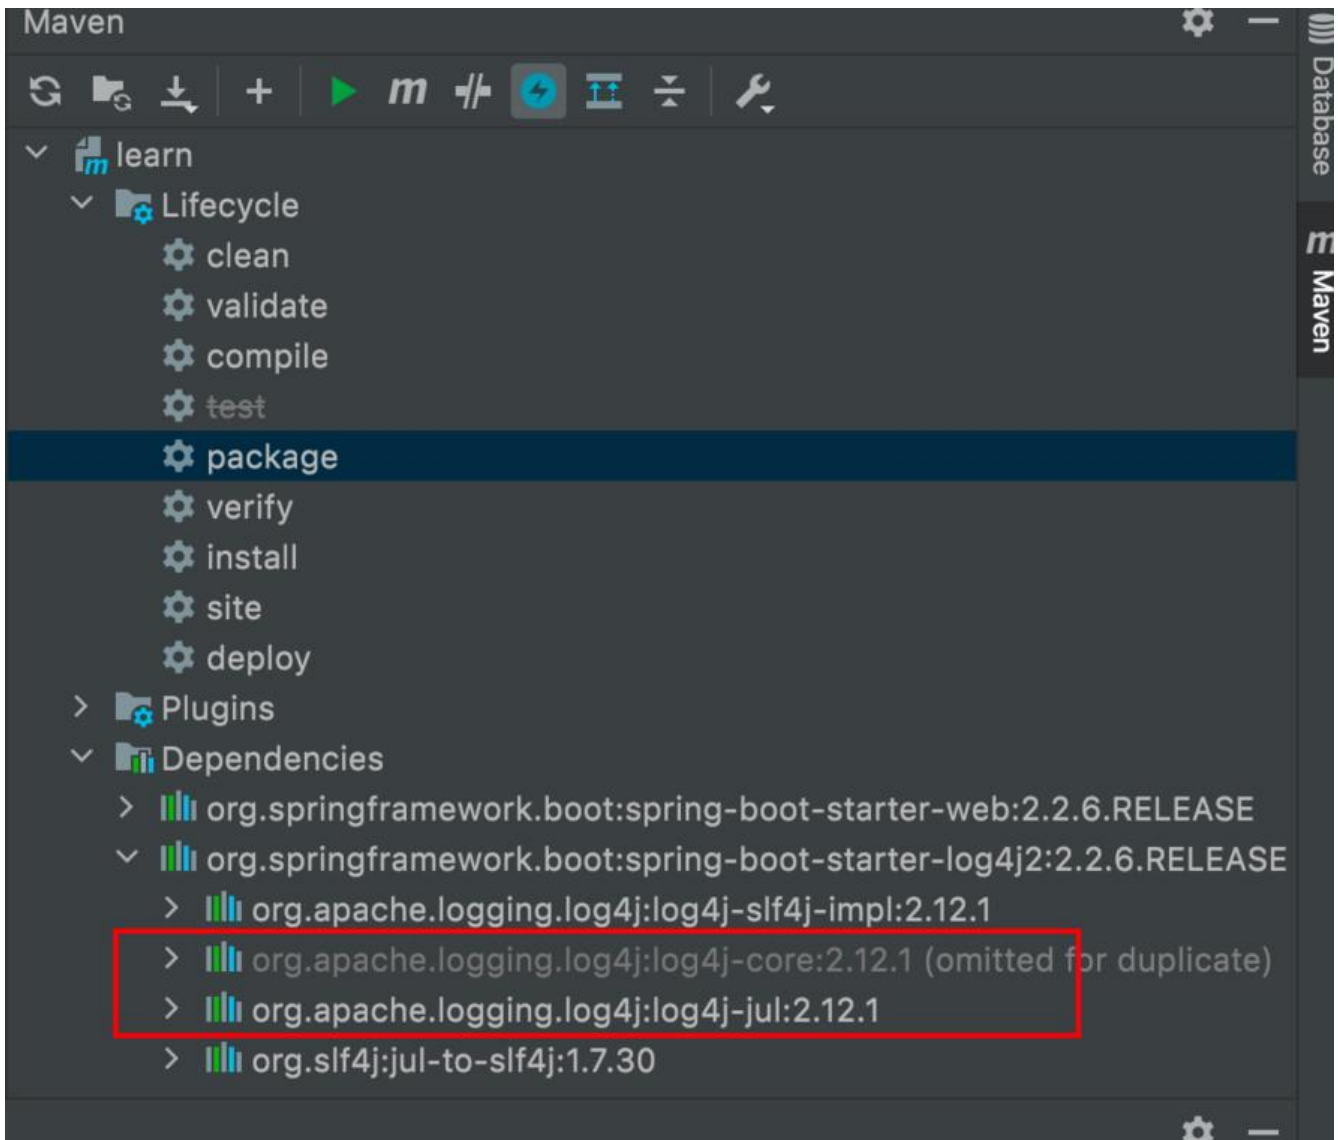 Maven
Database
m
Maven
m
learn
Lifecycle
clean
validate
compile
test
package
verify
install
site
deploy
Plugins
Dependencies
org.springframework.boot:spring-boot-starter-web:2.2.6.RELEASE
org.springframework.boot:spring-boot-starter-log4j2:2.2.6.RELEASE
org.apache.logging.log4j:log4j-slf4j-impl:2.12.1
org.apache.logging.log4j:log4j-core:2.12.1 (omitted for duplicate)
org.apache.logging.log4j:log4j-jul:2.12.1
org.slf4j:jul-to-slf4j:1.7.30